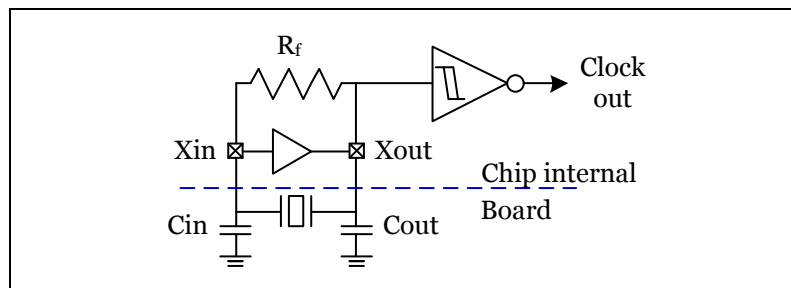 Rf
Clock
out
Xin
Xout
Chip internal
Board
Cin
Cout